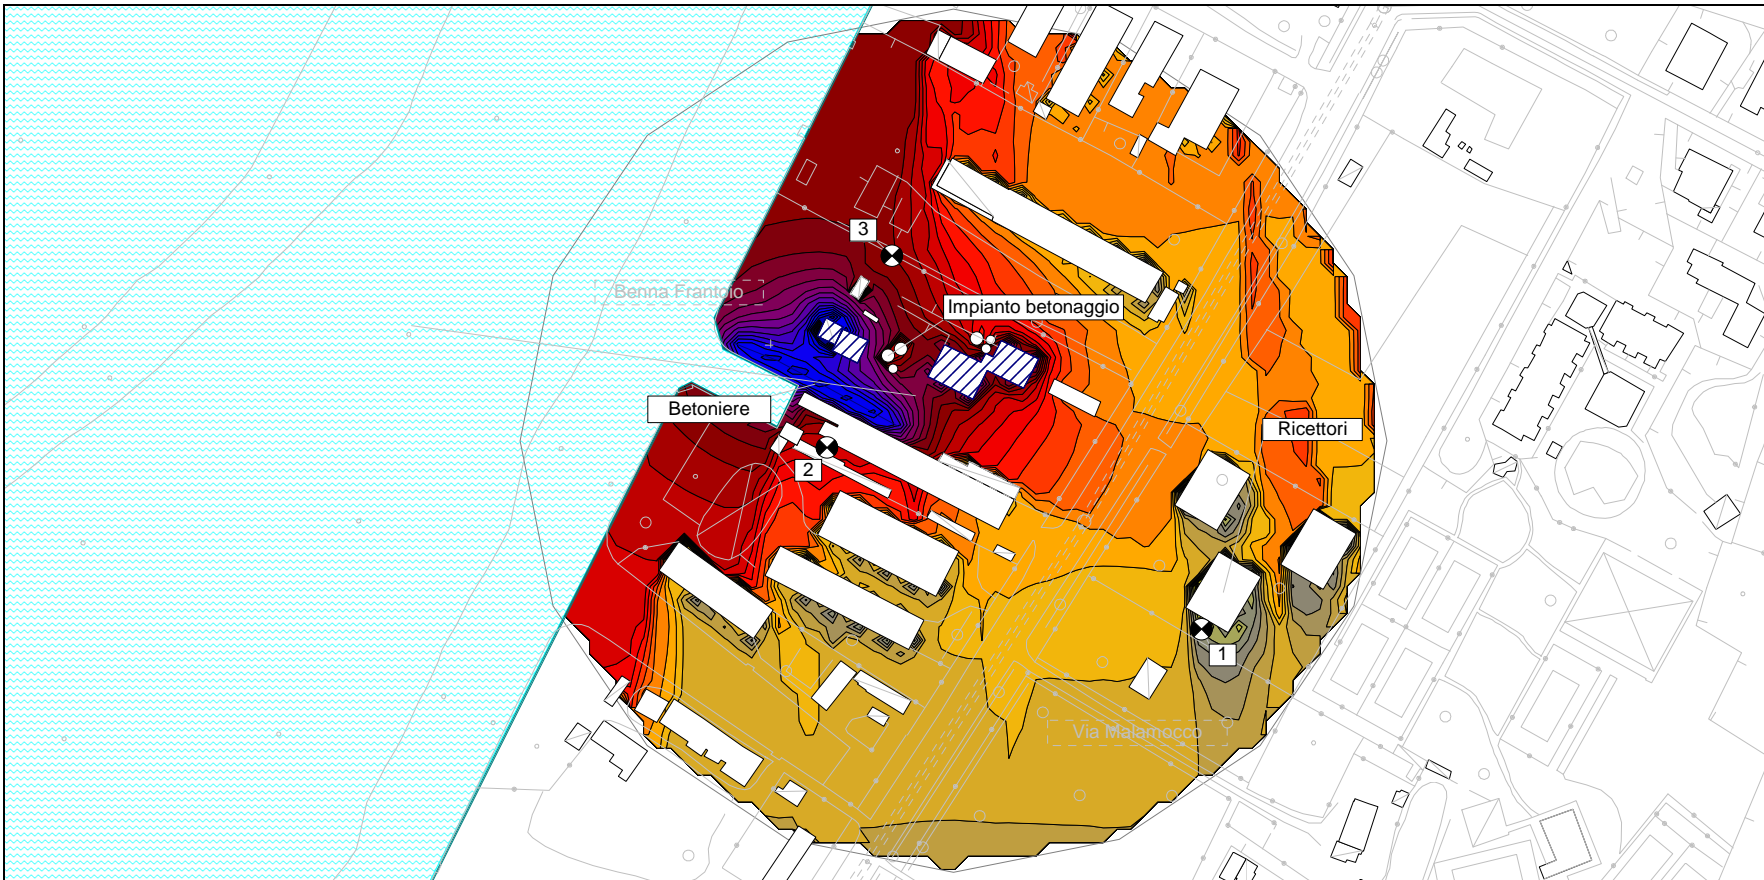 3
Benna Frantoio
Impianto betonaggio
Betoniere
Ricettori
2
1
Via Malamocco